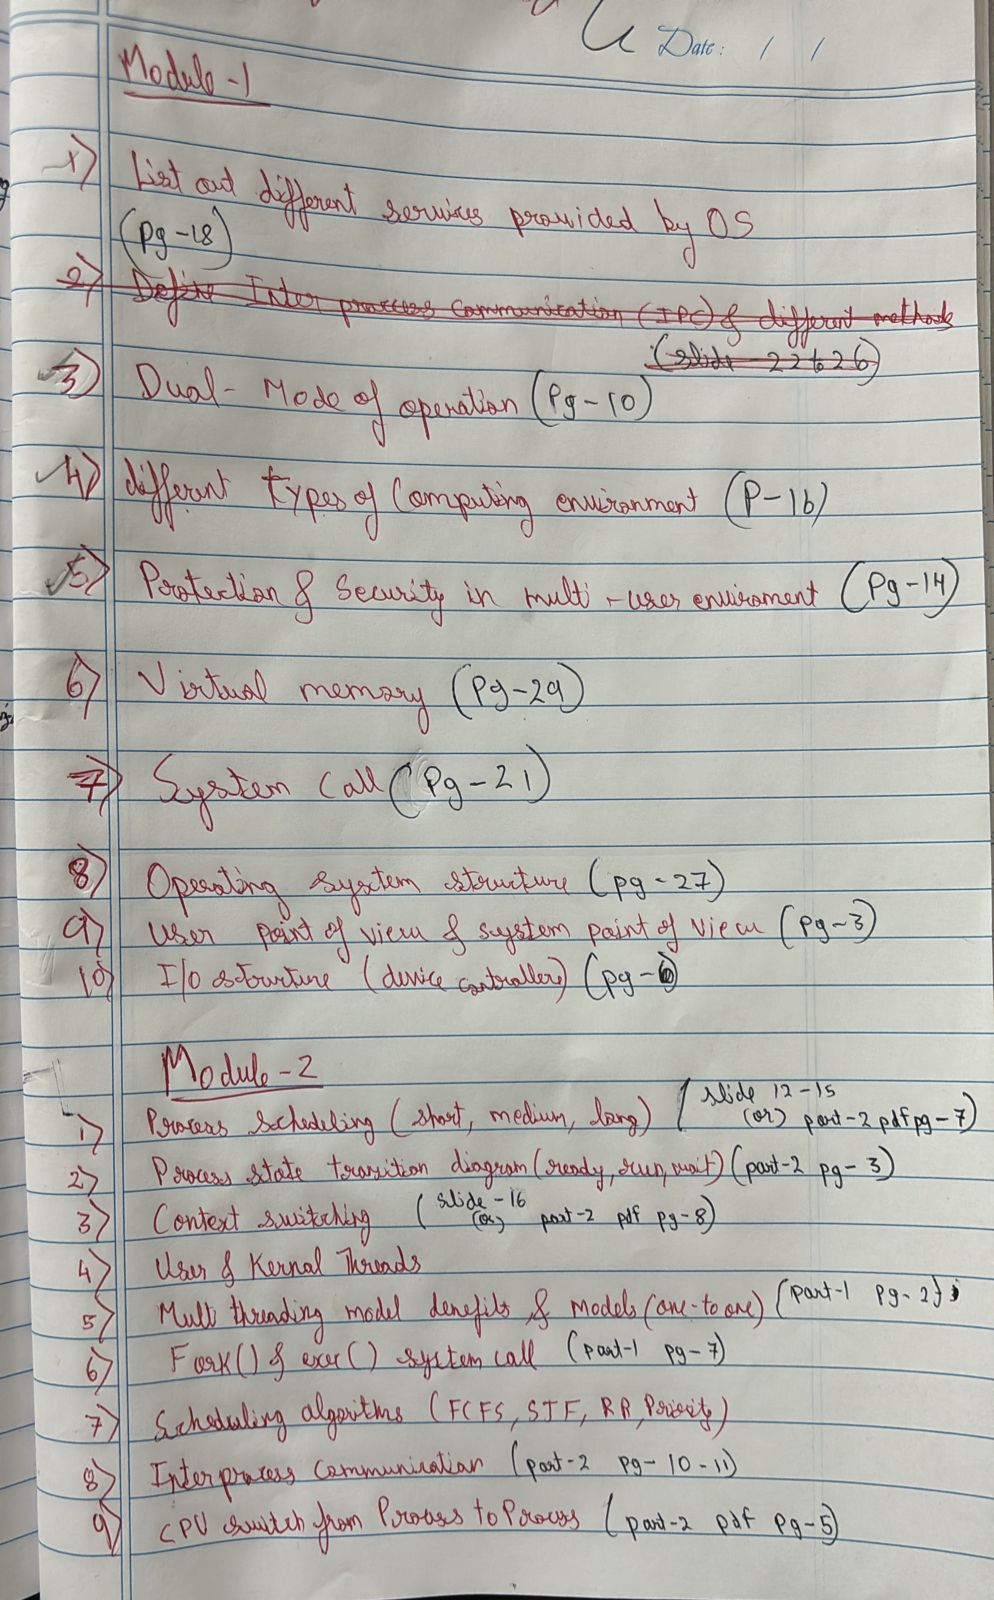 Date: / /
Module-1
1) List out different services provided by OS
(Pg-18)
2) Define Inter proccess communication (IPC) & different methods
(slide 22 to 26)
3) Dual-Mode of operation (Pg-10)
4) different types of Computing environment (P-16)
5) Protection & Security in multi-user enviroment (Pg-14)
6) Virtual memory (Pg-29)
7) System Call (Pg-21)
8) Operating system structure (pg-27)
9) User point of view & system point of view (pg-3)
10) I/O sturture (device controller) (pg-6)
Module-2
1) Process Schedeling (short, medium, long) (slide 12-15
(or) part-2 pdf pg-7)
2) Process state transition diagram (ready, run, wait) (part-2 pg-3)
3) Context switching (slide-16
(or) part-2 pdf pg-8)
4) User & Kernal Threads
5) Multi threading model benefits & models (one-to one) (part-1 Pg-2)
6) Fork() & exec() system call (part-1 pg-7)
7) Scheduling algorithms (FCFS, SJF, RR, Priority)
8) Interprocess communication (part-2 pg-10-11)
9) CPU switch from Process to Process (part-2 pdf Pg-5)